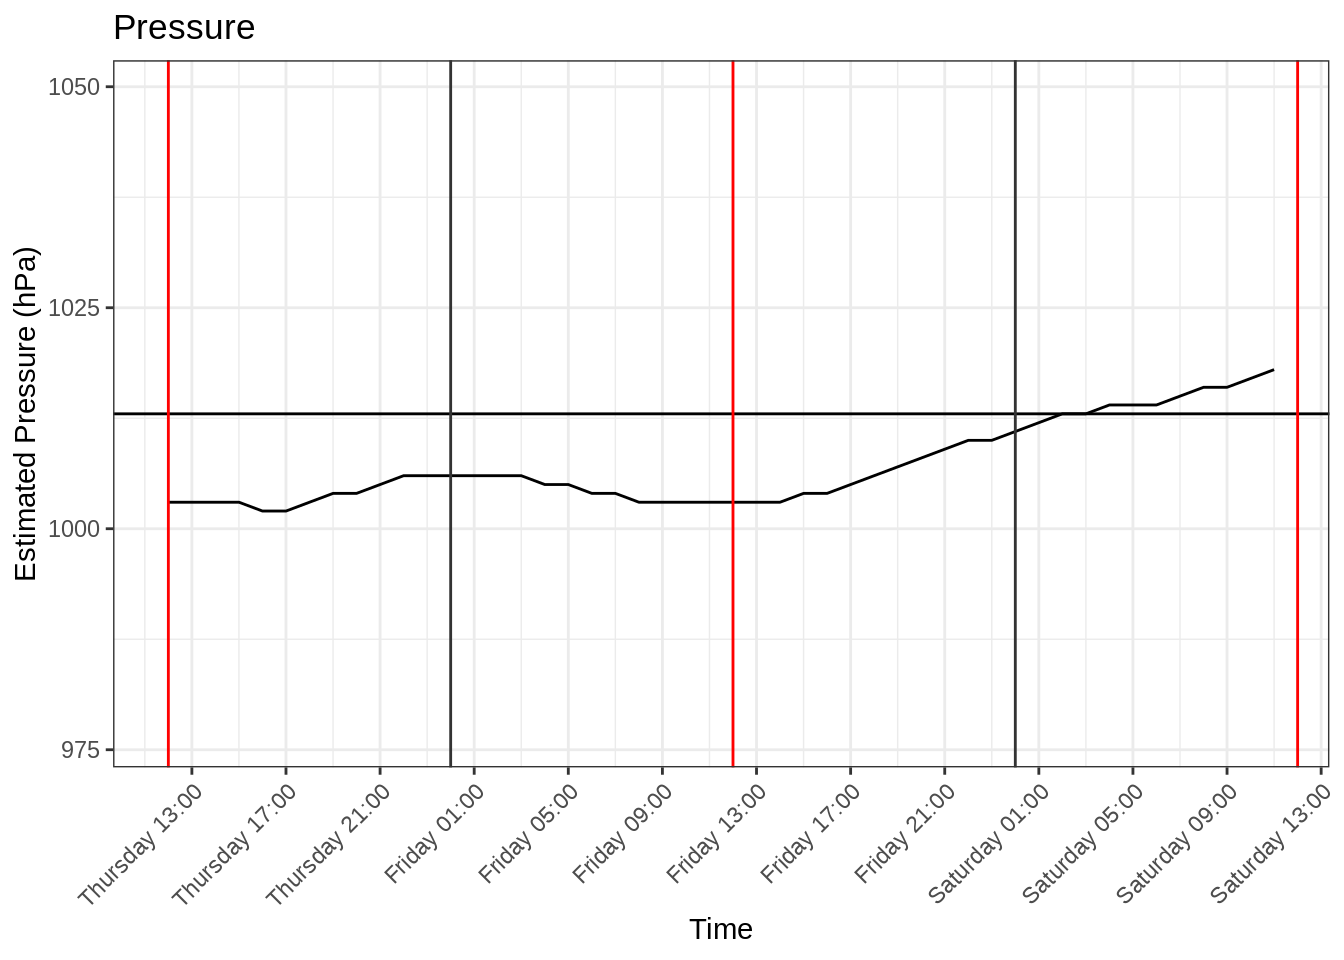 Pressure
Estimated Pressure (hPa)
1050
1025
1000
975
Thursday 13:00
Thursday 17:00
Thursday 21:00
Friday 01:00
Friday 05:00
Friday 09:00
Friday 13:00
Friday 17:00
Friday 21:00
Saturday 01:00
Saturday 05:00
Saturday 09:00
Saturday 13:00
Time